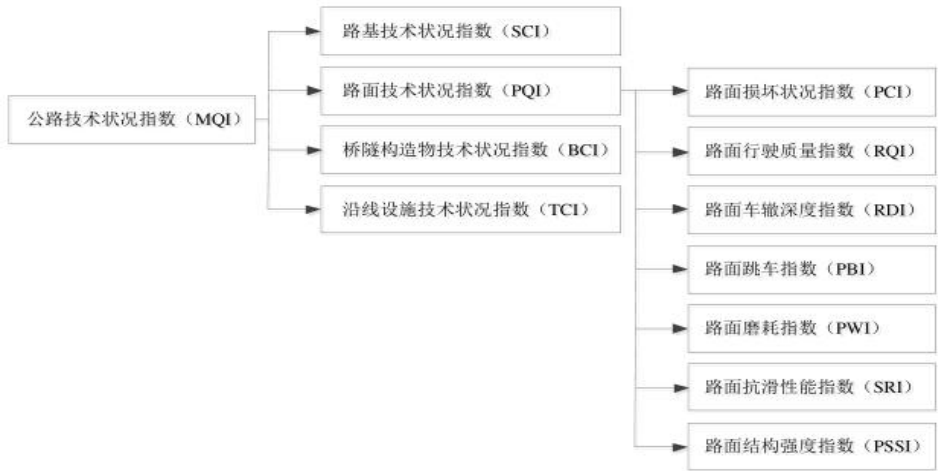 公路技术状况指数（MQI）
路基技术状况指数（SCI）
路面技术状况指数（PQI）
桥隧构造物技术状况指数（BCI）
沿线设施技术状况指数（TCI）
路面损坏状况指数（PCI）
路面行驶质量指数（RQI）
路面车辙深度指数（RDI）
路面跳车指数（PBI）
路面磨耗指数（PWI）
路面抗滑性能指数（SRI）
路面结构强度指数（PSSI）